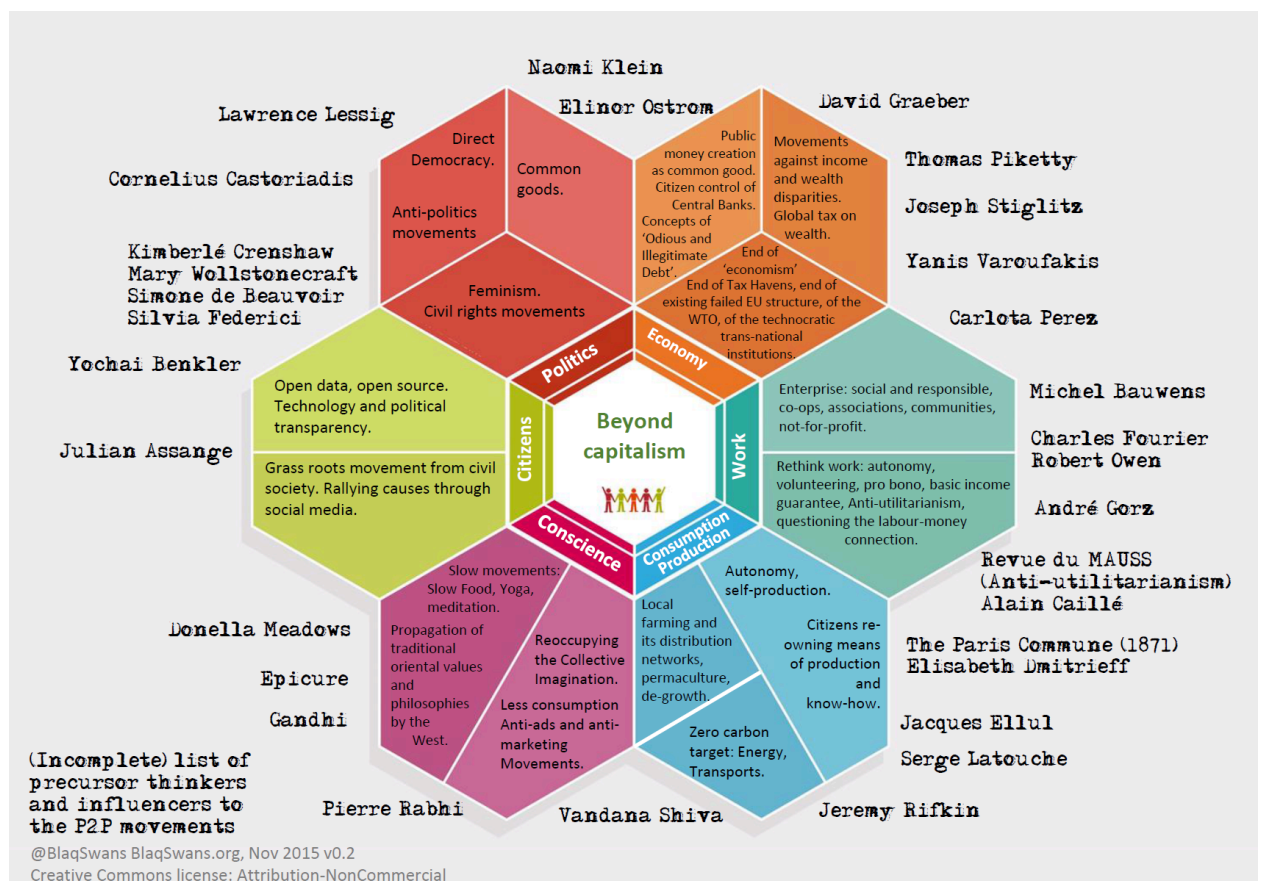 Naomi Klein
Elinor Ostrom
Lawrence Lessig
Cornelius Castoriadis
Kimberlé Crenshaw
Mary Wollstonecraft
Simone de Beauvoir
Silvia Federici
Yochai Benkler
Julian Assange
David Graeber
Thomas Piketty
Joseph Stiglitz
Yanis Varoufakis
Carlota Perez
Michel Bauwens
Charles Fourier
Robert Owen
André Gorz
Revue du MAUSS
(Anti-utilitarianism)
Alain Caillé
The Paris Commune (1871)
Elisabeth Dmitrieff
Jacques Ellul
Serge Latouche
Jeremy Rifkin
Vandana Shiva
Pierre Rabhi
Donella Meadows
Epicure
Gandhi
Direct
Democracy.
Anti-politics
movements
Common
goods.
Feminism.
Civil rights movements
Politics
Public
money creation
as common good.
Citizen control of
Central Banks.
Concepts of
‘Odious and
Illegitimate
Debt’.
Movements
against income
and wealth
disparities.
Global tax on
wealth.
End of
‘economism’
End of Tax Havens, end of
existing failed EU structure, of the
WTO, of the technocratic
trans-national
institutions.
Economy
Open data, open source.
Technology and political
transparency.
Grass roots movement from civil
society. Rallying causes through
social media.
Citizens
Beyond
capitalism
Work
Enterprise: social and responsible,
co-ops, associations, communities,
not-for-profit.
Rethink work: autonomy,
volunteering, pro bono, basic income
guarantee, Anti-utilitarianism,
questioning the labour-money
connection.
Conscience
Slow movements:
Slow Food, Yoga,
meditation.
Propagation of
traditional
oriental values
and
philosophies
by the
West.
Reoccupying
the Collective
Imagination.
Less consumption
Anti-ads and anti-
marketing
Movements.
Consumption
Production
Local
farming and
its distribution
networks,
permaculture,
de-growth.
Autonomy,
self-production.
Citizens re-
owning means
of production
and
know-how.
Zero carbon
target: Energy,
Transports.
(Incomplete) list of
precursor thinkers
and influencers to
the P2P movements
@BlaqSwans BlaqSwans.org, Nov 2015 v0.2
Creative Commons license: Attribution-NonCommercial